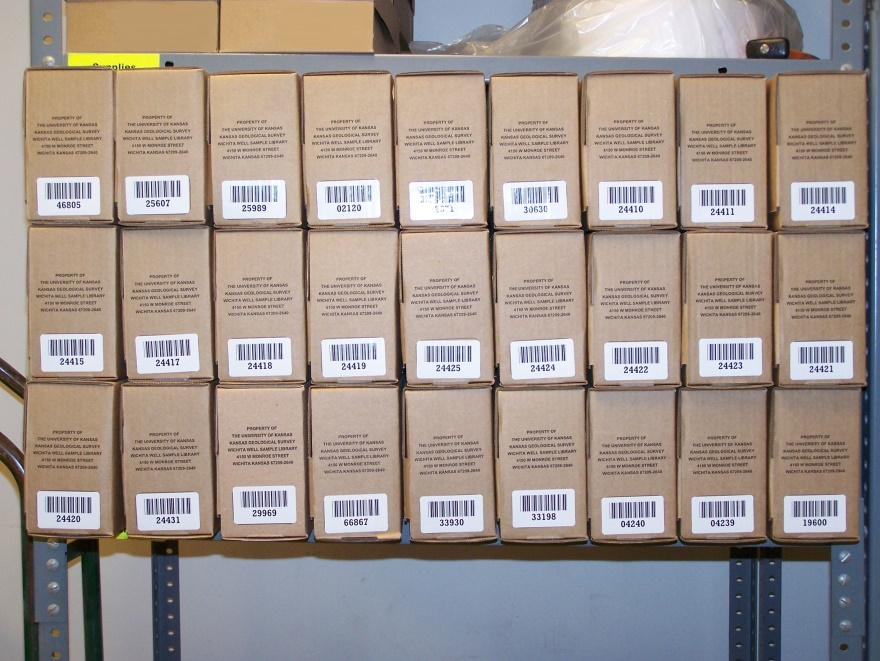 Supplies
PROPERTY OF
THE UNIVERSITY OF KANSAS
KANSAS GEOLOGICAL SURVEY
WICHITA WELL SAMPLE LIBRARY
4150 W MONROE STREET
WICHITA KANSAS 67209-2640
46805
PROPERTY OF
THE UNIVERSITY OF KANSAS
KANSAS GEOLOGICAL SURVEY
WICHITA WELL SAMPLE LIBRARY
4150 W MONROE STREET
WICHITA KANSAS 67209-2640
25607
PROPERTY OF
THE UNIVERSITY OF KANSAS
KANSAS GEOLOGICAL SURVEY
WICHITA WELL SAMPLE LIBRARY
4150 W MONROE STREET
WICHITA KANSAS 67209-2640
25989
PROPERTY OF
THE UNIVERSITY OF KANSAS
KANSAS GEOLOGICAL SURVEY
WICHITA WELL SAMPLE LIBRARY
4150 W MONROE STREET
WICHITA KANSAS 67209-2640
02120
PROPERTY OF
THE UNIVERSITY OF KANSAS
KANSAS GEOLOGICAL SURVEY
WICHITA WELL SAMPLE LIBRARY
4150 W MONROE STREET
WICHITA KANSAS 67209-2640
PROPERTY OF
THE UNIVERSITY OF KANSAS
KANSAS GEOLOGICAL SURVEY
WICHITA WELL SAMPLE LIBRARY
4150 W MONROE STREET
WICHITA KANSAS 67209-2640
30630
PROPERTY OF
THE UNIVERSITY OF KANSAS
KANSAS GEOLOGICAL SURVEY
WICHITA WELL SAMPLE LIBRARY
4150 W MONROE STREET
WICHITA KANSAS 67209-2640
24410
PROPERTY OF
THE UNIVERSITY OF KANSAS
KANSAS GEOLOGICAL SURVEY
WICHITA WELL SAMPLE LIBRARY
4150 W MONROE STREET
WICHITA KANSAS 67209-2640
24411
PROPERTY OF
THE UNIVERSITY OF KANSAS
KANSAS GEOLOGICAL SURVEY
WICHITA WELL SAMPLE LIBRARY
4150 W MONROE STREET
WICHITA KANSAS 67209-2640
24414
PROPERTY OF
THE UNIVERSITY OF KANSAS
KANSAS GEOLOGICAL SURVEY
WICHITA WELL SAMPLE LIBRARY
4150 W MONROE STREET
WICHITA KANSAS 67209-2640
24415
PROPERTY OF
THE UNIVERSITY OF KANSAS
KANSAS GEOLOGICAL SURVEY
WICHITA WELL SAMPLE LIBRARY
4150 W MONROE STREET
WICHITA KANSAS 67209-2640
24417
PROPERTY OF
THE UNIVERSITY OF KANSAS
KANSAS GEOLOGICAL SURVEY
WICHITA WELL SAMPLE LIBRARY
4150 W MONROE STREET
WICHITA KANSAS 67209-2640
24418
PROPERTY OF
THE UNIVERSITY OF KANSAS
KANSAS GEOLOGICAL SURVEY
WICHITA WELL SAMPLE LIBRARY
4150 W MONROE STREET
WICHITA KANSAS 67209-2640
24419
PROPERTY OF
THE UNIVERSITY OF KANSAS
KANSAS GEOLOGICAL SURVEY
WICHITA WELL SAMPLE LIBRARY
4150 W MONROE STREET
WICHITA KANSAS 67209-2640
24425
PROPERTY OF
THE UNIVERSITY OF KANSAS
KANSAS GEOLOGICAL SURVEY
WICHITA WELL SAMPLE LIBRARY
4150 W MONROE STREET
WICHITA KANSAS 67209-2640
24424
PROPERTY OF
THE UNIVERSITY OF KANSAS
KANSAS GEOLOGICAL SURVEY
WICHITA WELL SAMPLE LIBRARY
4150 W MONROE STREET
WICHITA KANSAS 67209-2640
24422
PROPERTY OF
THE UNIVERSITY OF KANSAS
KANSAS GEOLOGICAL SURVEY
WICHITA WELL SAMPLE LIBRARY
4150 W MONROE STREET
WICHITA KANSAS 67209-2640
24423
PROPERTY OF
THE UNIVERSITY OF KANSAS
KANSAS GEOLOGICAL SURVEY
WICHITA WELL SAMPLE LIBRARY
4150 W MONROE STREET
WICHITA KANSAS 67209-2640
24421
PROPERTY OF
THE UNIVERSITY OF KANSAS
KANSAS GEOLOGICAL SURVEY
WICHITA WELL SAMPLE LIBRARY
4150 W MONROE STREET
WICHITA KANSAS 67209-2640
24420
PROPERTY OF
THE UNIVERSITY OF KANSAS
KANSAS GEOLOGICAL SURVEY
WICHITA WELL SAMPLE LIBRARY
4150 W MONROE STREET
WICHITA KANSAS 67209-2640
24431
PROPERTY OF
THE UNIVERSITY OF KANSAS
KANSAS GEOLOGICAL SURVEY
WICHITA WELL SAMPLE LIBRARY
4150 W MONROE STREET
WICHITA KANSAS 67209-2640
29969
PROPERTY OF
THE UNIVERSITY OF KANSAS
KANSAS GEOLOGICAL SURVEY
WICHITA WELL SAMPLE LIBRARY
4150 W MONROE STREET
WICHITA KANSAS 67209-2640
66867
PROPERTY OF
THE UNIVERSITY OF KANSAS
KANSAS GEOLOGICAL SURVEY
WICHITA WELL SAMPLE LIBRARY
4150 W MONROE STREET
WICHITA KANSAS 67209-2640
33930
PROPERTY OF
THE UNIVERSITY OF KANSAS
KANSAS GEOLOGICAL SURVEY
WICHITA WELL SAMPLE LIBRARY
4150 W MONROE STREET
WICHITA KANSAS 67209-2640
33198
PROPERTY OF
THE UNIVERSITY OF KANSAS
KANSAS GEOLOGICAL SURVEY
WICHITA WELL SAMPLE LIBRARY
4150 W MONROE STREET
WICHITA KANSAS 67209-2640
04240
PROPERTY OF
THE UNIVERSITY OF KANSAS
KANSAS GEOLOGICAL SURVEY
WICHITA WELL SAMPLE LIBRARY
4150 W MONROE STREET
WICHITA KANSAS 67209-2640
04239
PROPERTY OF
THE UNIVERSITY OF KANSAS
KANSAS GEOLOGICAL SURVEY
WICHITA WELL SAMPLE LIBRARY
4150 W MONROE STREET
WICHITA KANSAS 67209-2640
19600